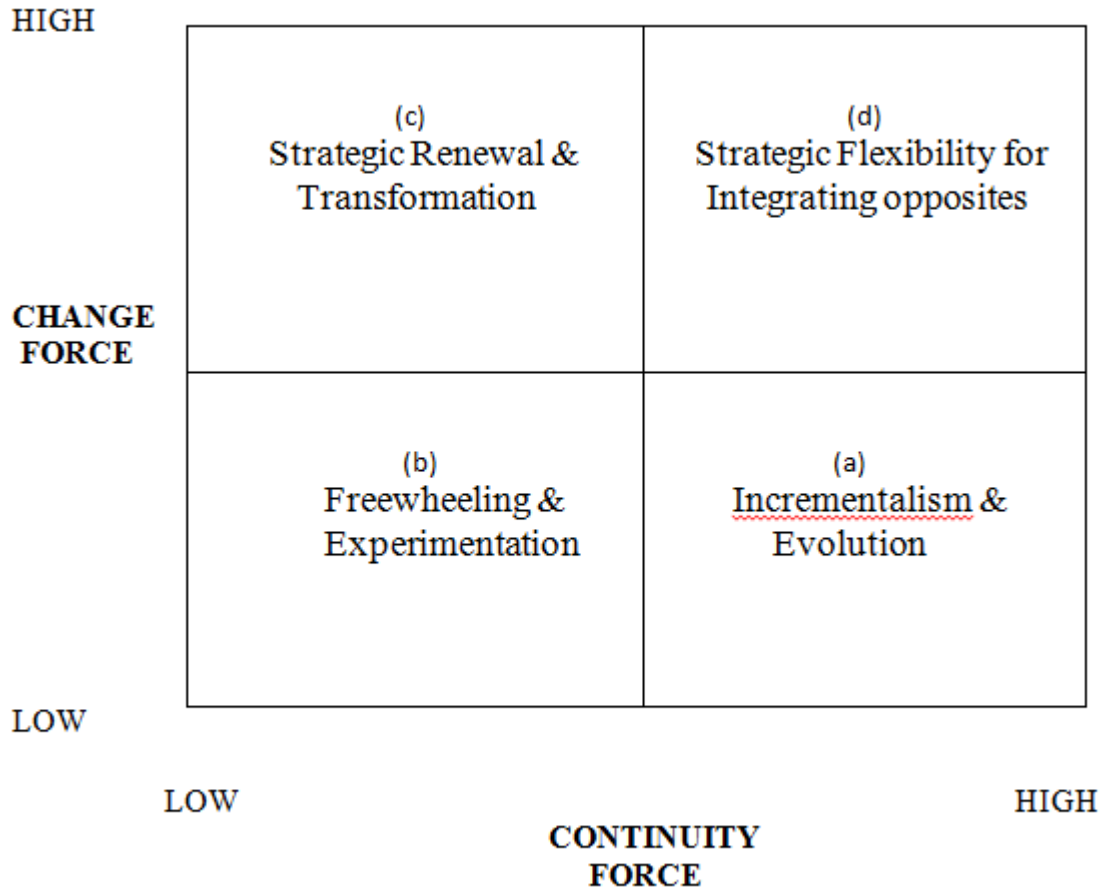 HIGH
(c)
Strategic Renewal &
Transformation
(d)
Strategic Flexibility for
Integrating opposites
CHANGE
FORCE
(b)
Freewheeling &
Experimentation
(a)
Incrementalism &
Evolution
LOW
LOW
HIGH
CONTINUITY
FORCE